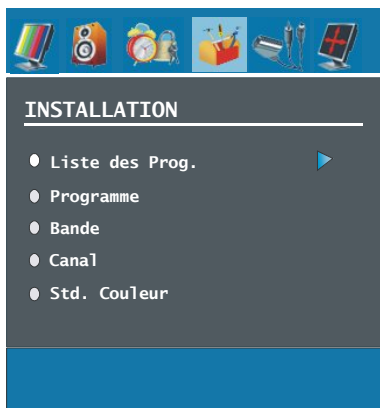 INSTALLATION
Liste des Prog.
Programme
Bande
Canal
Std. Couleur